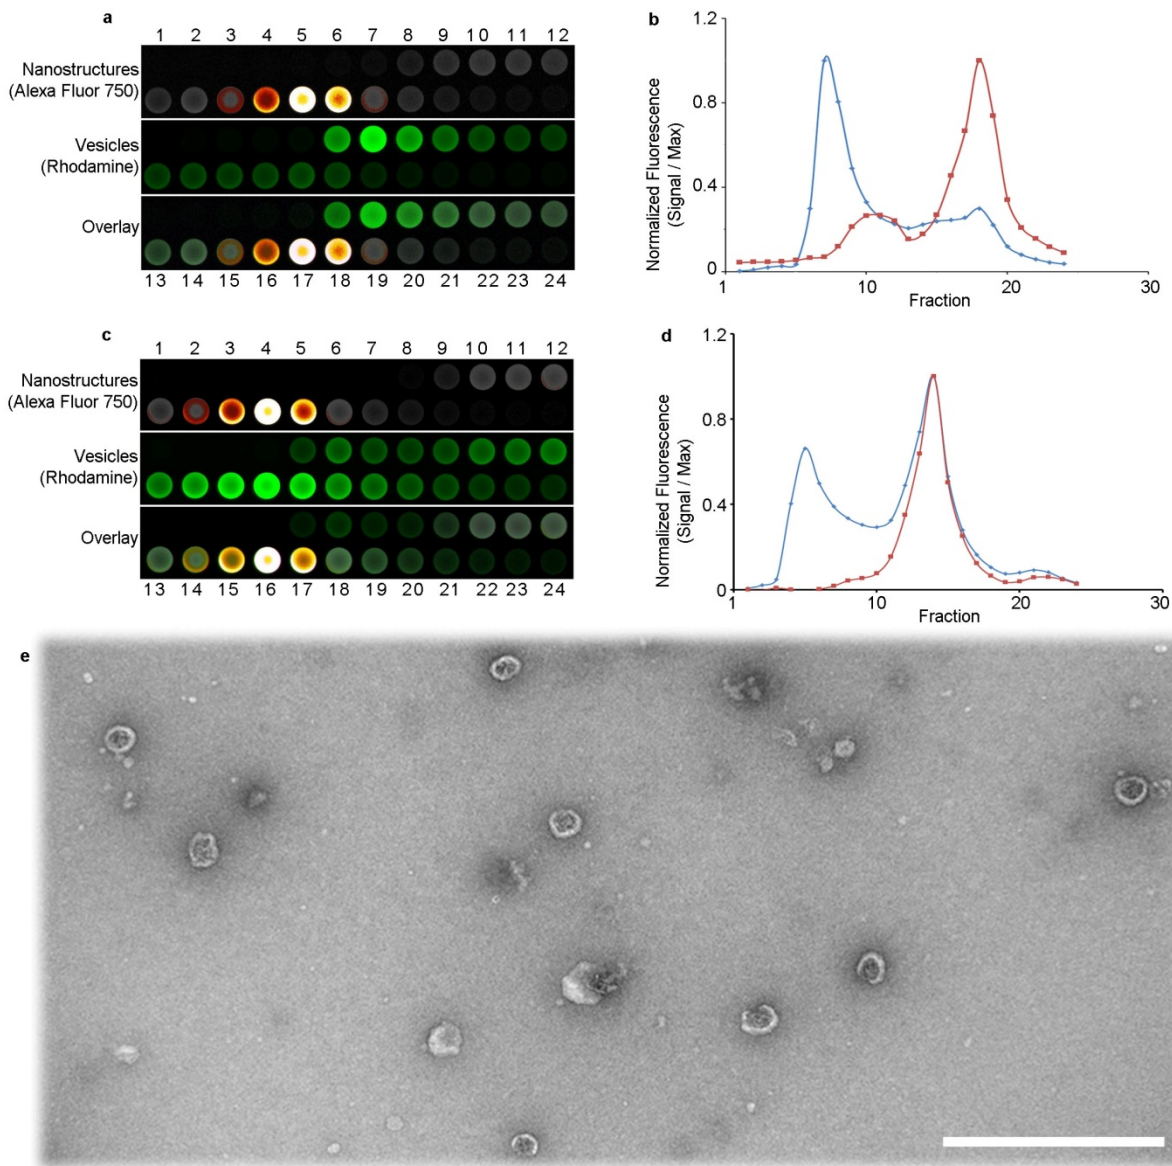 a
1 2 3 4 5 6 7 8 9 10 11 12
Nanostructures
(Alexa Fluor 750)
Vesicles
(Rhodamine)
Overlay
13 14 15 16 17 18 19 20 21 22 23 24
b
Normalized Fluorescence
(Signal / Max)
1.2
0.8
0.4
0
1 10 20 30
Fraction
c
1 2 3 4 5 6 7 8 9 10 11 12
Nanostructures
(Alexa Fluor 750)
Vesicles
(Rhodamine)
Overlay
13 14 15 16 17 18 19 20 21 22 23 24
d
Normalized Fluorescence
(Signal / Max)
1.2
0.8
0.4
0
1 10 20 30
Fraction
e